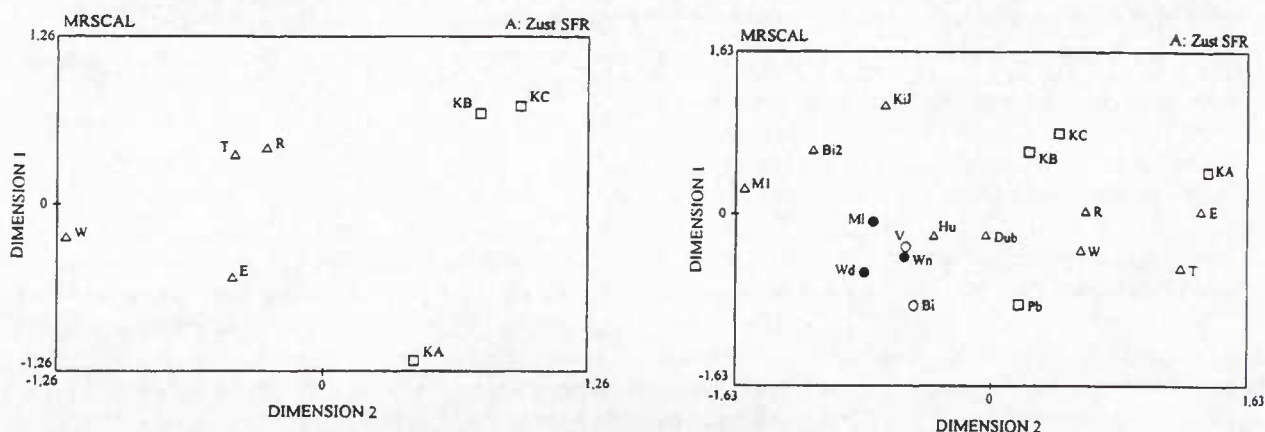 MRSCAL
A: Zust SFR
1.26
KB
KC
T
R
DIMENSION 1
0
W
E
KA
-1.26
-1.26
0
1.26
DIMENSION 2
MRSCAL
A: Zust SFR
1.63
KiJ
KC
KB
Bi2
KA
M1
DIMENSION 1
0
R
E
Ml
V
Hu
Dub
W
Wn
Wd
T
Bi
Pb
-1.63
-1.63
0
1,63
DIMENSION 2